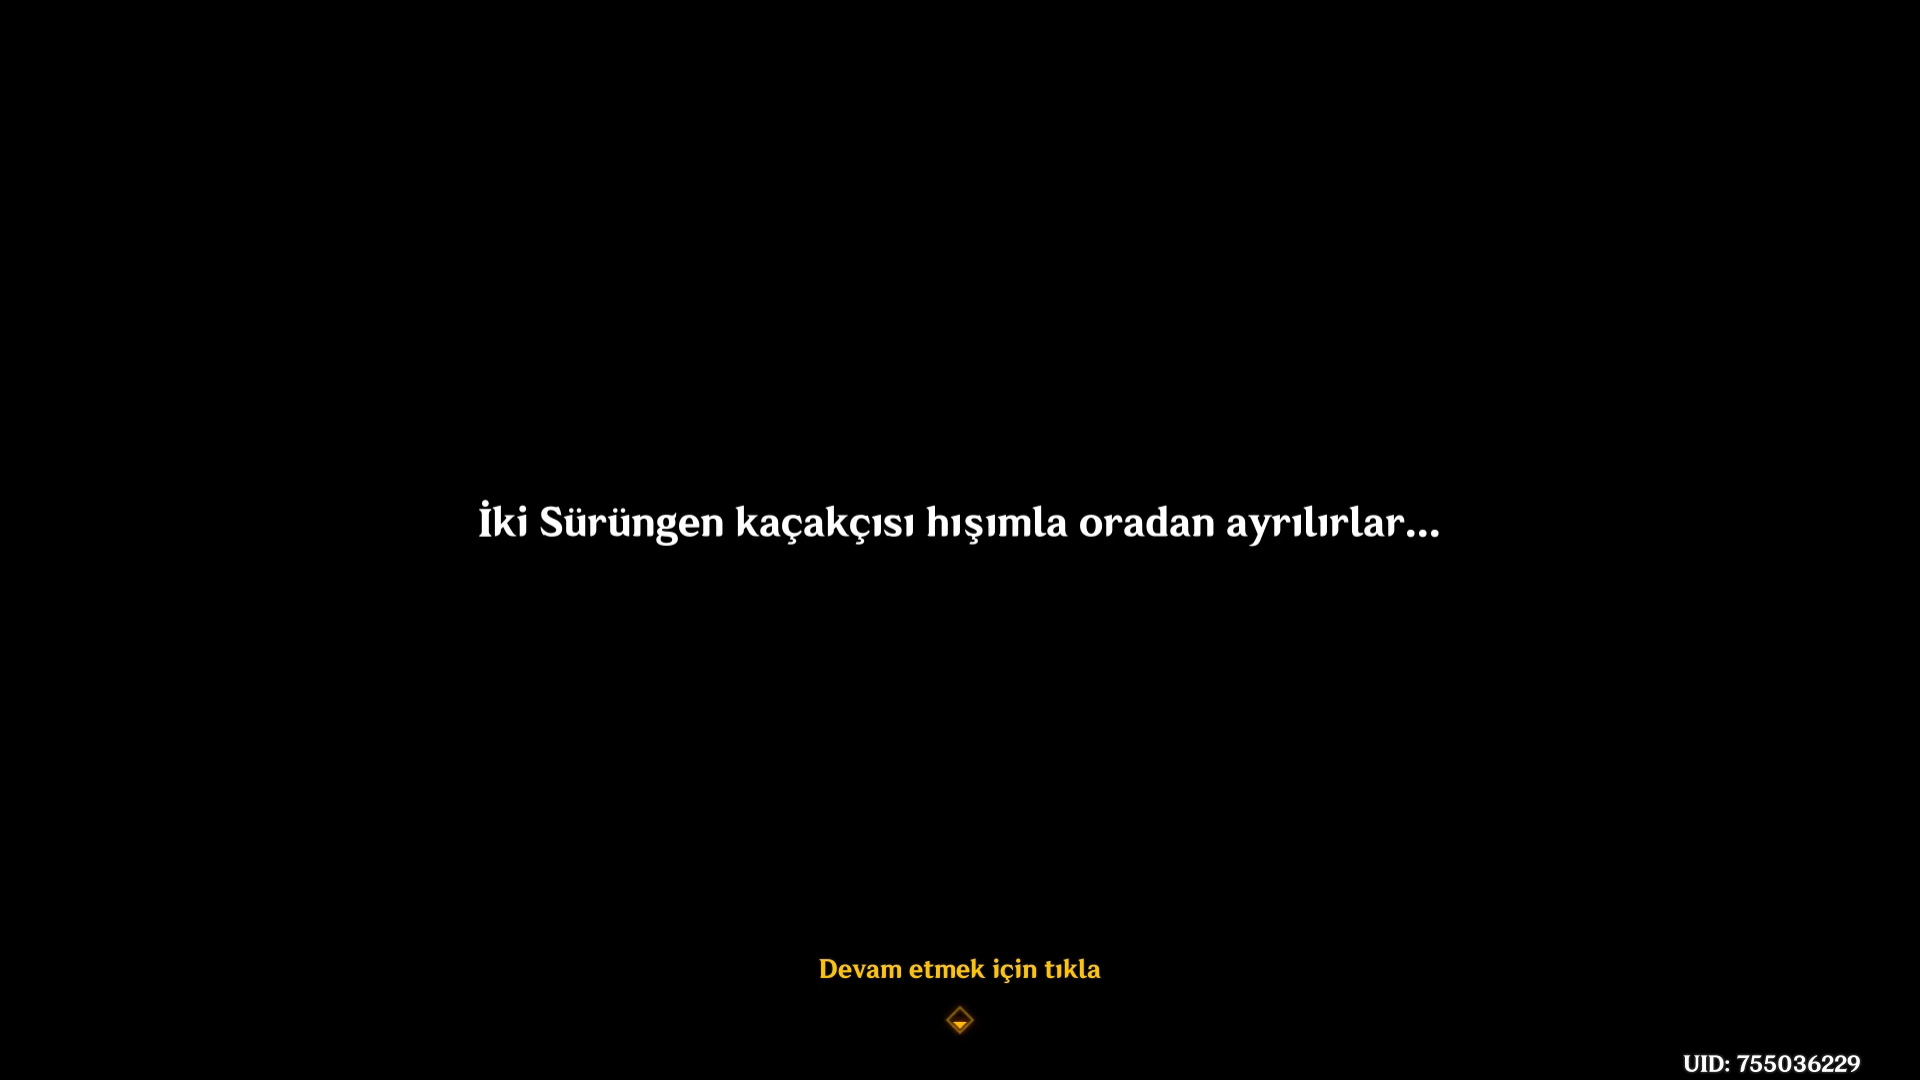 İki Sürüngen kaçakçısı hışımla oradan ayrılırlar...
Devam etmek için tıkla
UID: 755036229